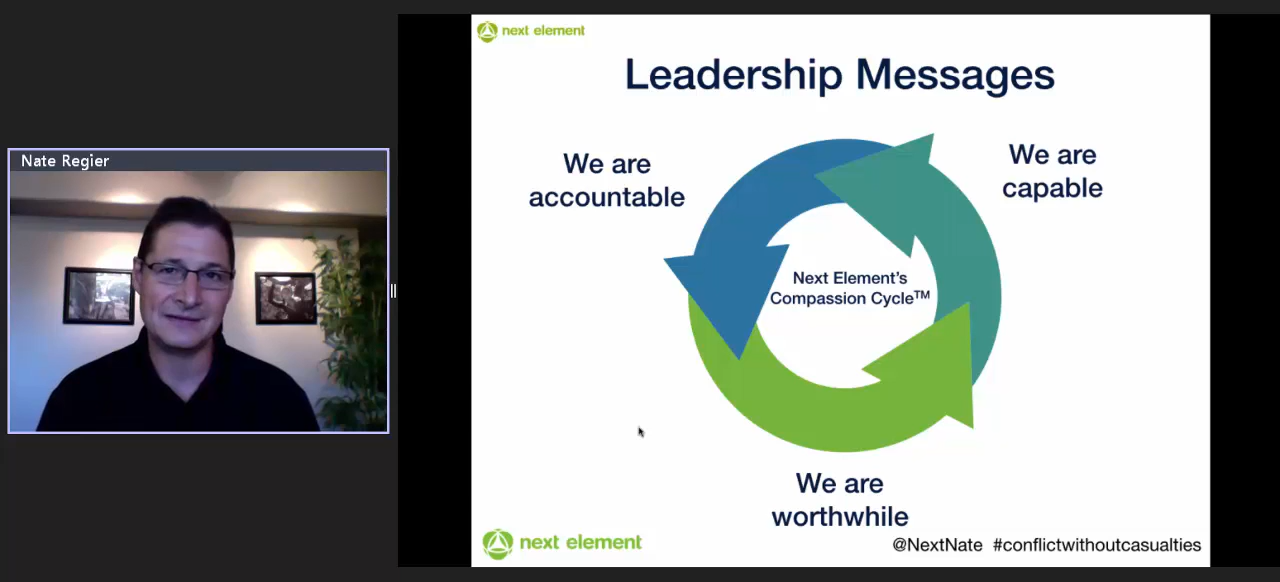 Nate Regier
next element
Leadership Messages
We are
accountable
We are
capable
Next Element's
Compassion Cycle™
We are
worthwhile
next element
@NextNate #conflictwithoutcasualties